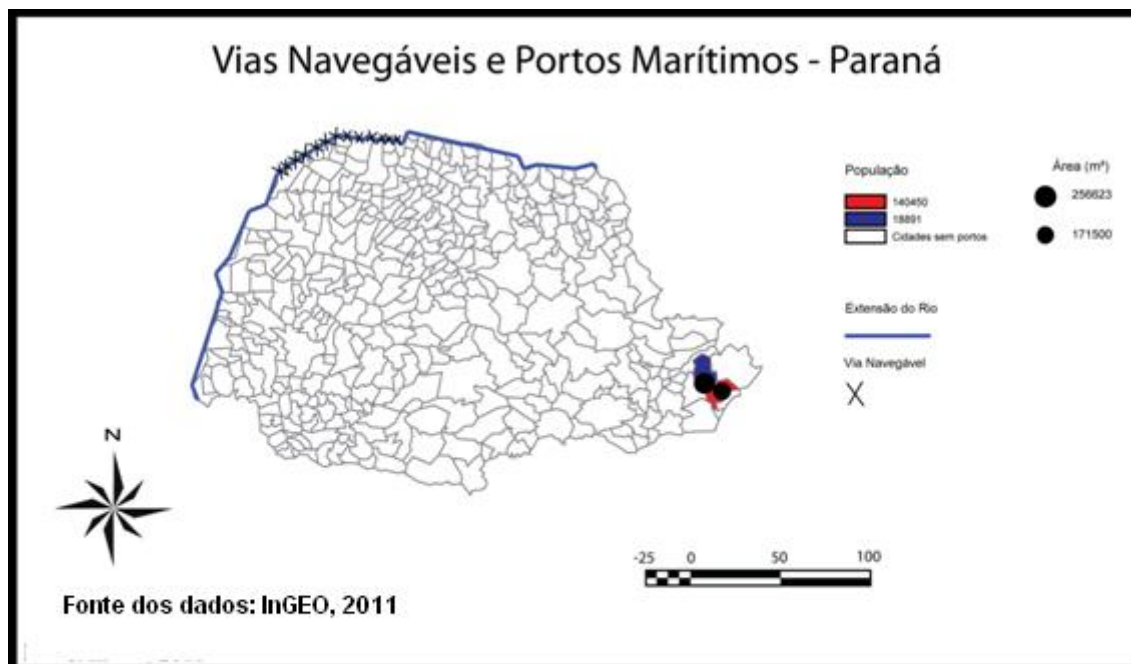 Vias Navegáveis e Portos Marítimos - Paraná
População
140450
18891
Cidades sem portos
Área (m²)
256623
171500
Extensão do Rio
Via Navegável
N
-25 0 50 100
Fonte dos dados: InGEO, 2011